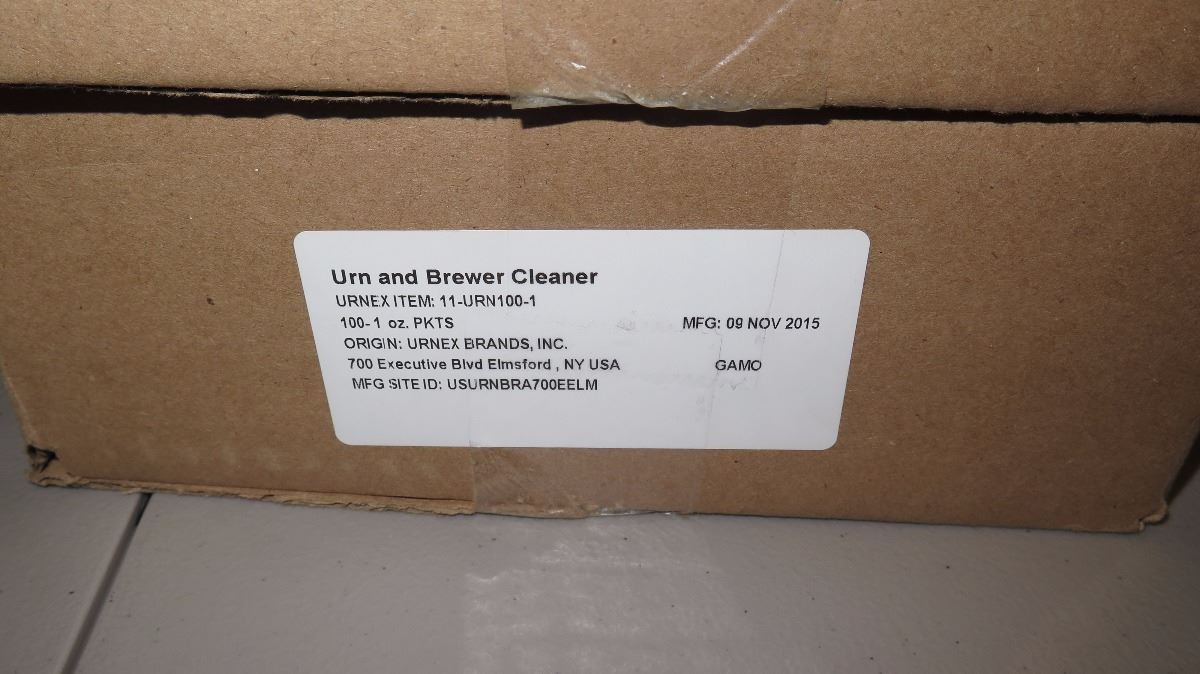 Urn and Brewer Cleaner
URNEX ITEM: 11-URN100-1
100-1 oz. PKTS MFG: 09 NOV 2015
ORIGIN: URNEX BRANDS, INC.
700 Executive Blvd Elmsford , NY USA GAMO
MFG SITE ID: USURNBRA700EELM